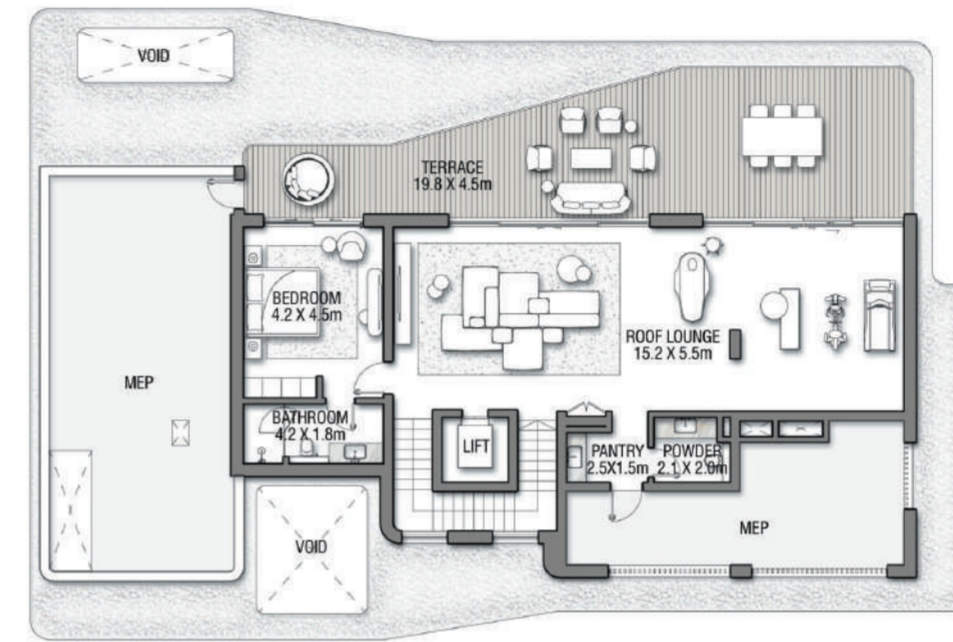 VOID
TERRACE
19.8 X 4.5m
BEDROOM
4.2 X 4.5m
ROOF LOUNGE
15.2 X 5.5m
MEP
BATHROOM
4.2 X 1.8m
LIFT
PANTRY
2.5X1.5m
POWDER
2.1 X 2.0m
MEP
VOID